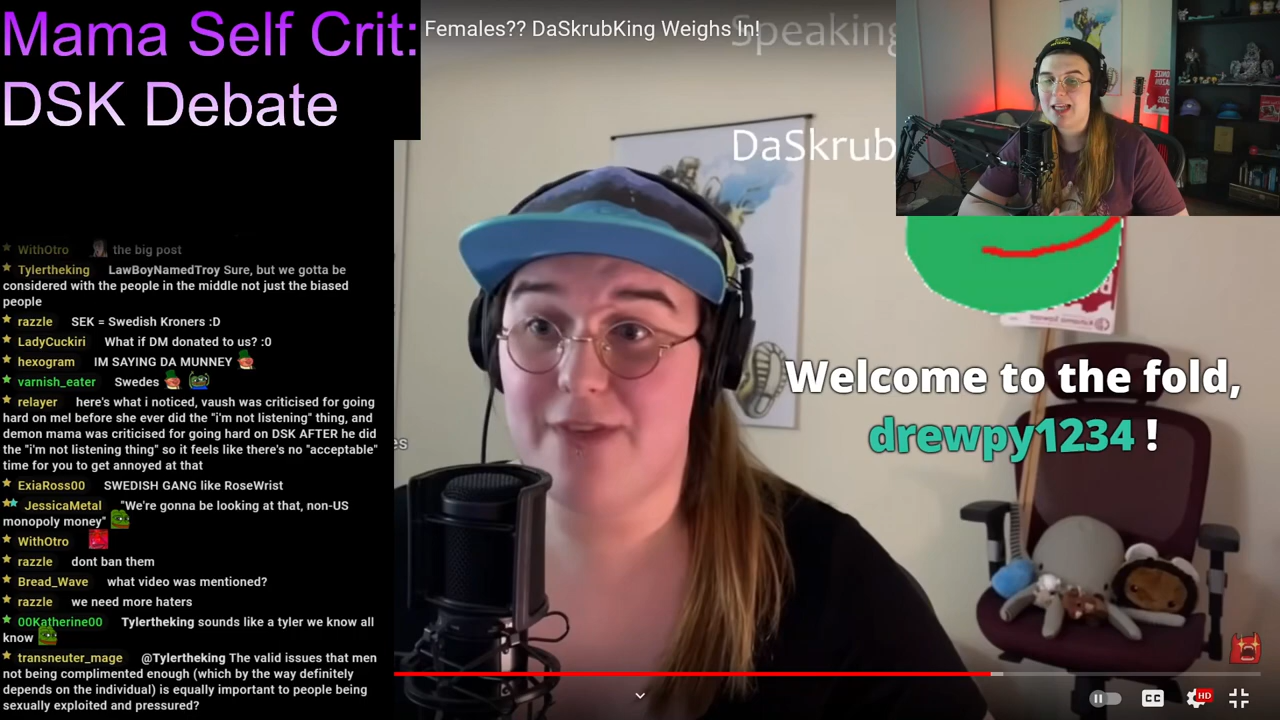 Mama Self Crit:
DSK Debate
Females?? DaSkrubKing Weighs In!
Speaking
DaSkrub
WithOtro the big post
Tylertheking LawBoyNamedTroy Sure, but we gotta be
considered with the people in the middle not just the biased
people
razzle SEK = Swedish Kroners :D
LadyCuckiri What if DM donated to us? :0
hexogram IM SAYING DA MUNNEY
varnish_eater Swedes
relayer here's what i noticed, vaush was criticised for going
hard on mel before she ever did the "i'm not listening" thing, and
demon mama was criticised for going hard on DSK AFTER he did
the "i'm not listening thing" so it feels like there's no "acceptable"
time for you to get annoyed at that
ExiaRoss00 SWEDISH GANG like RoseWrist
JessicaMetal "We're gonna be looking at that, non-US
monopoly money"
WithOtro
razzle dont ban them
Bread_Wave what video was mentioned?
razzle we need more haters
00Katherine00 Tylertheking sounds like a tyler we know all
know
transneuter_mage @Tylertheking The valid issues that men
not being complimented enough (which by the way definitely
depends on the individual) is equally important to people being
sexually exploited and pressured?
es
Welcome to the fold,
drewpy1234 !
CC
HD